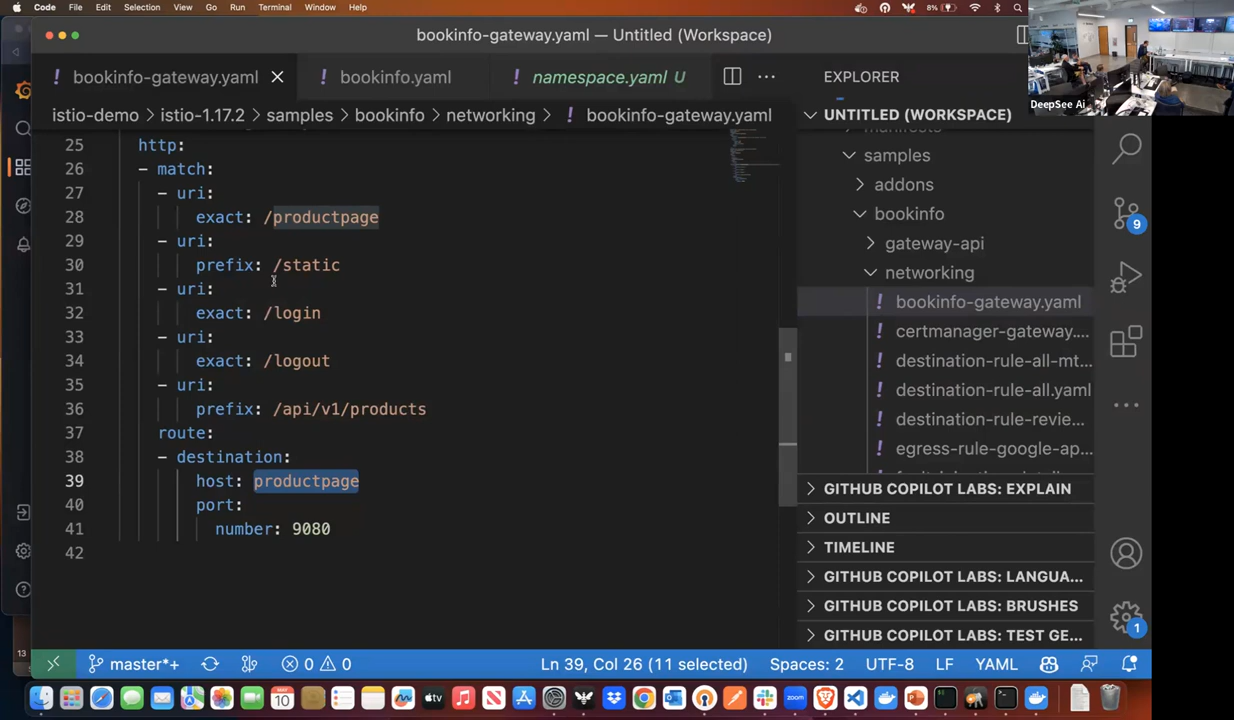 Code File Edit Selection View Go Run Terminal Window Help 8%
bookinfo-gateway.yaml — Untitled (Workspace)
bookinfo-gateway.yaml bookinfo.yaml namespace.yaml U
istio-demo > istio-1.17.2 > samples > bookinfo > networking > ! bookinfo-gateway.yaml
25 http:
26 - match:
27 - uri:
28 exact: /productpage
29 - uri:
30 prefix: /static
31 - uri:
32 exact: /login
33 - uri:
34 exact: /logout
35 - uri:
36 prefix: /api/v1/products
37 route:
38 - destination:
39 host: productpage
40 port:
41 number: 9080
42
EXPLORER
UNTITLED (WORKSPACE)
manifests
samples
addons
bookinfo
gateway-api
networking
! bookinfo-gateway.yaml
! certmanager-gateway....
! destination-rule-all-mt...
! destination-rule-all.yaml
! destination-rule-revie...
! egress-rule-google-ap...
GITHUB COPILOT LABS: EXPLAIN
OUTLINE
TIMELINE
GITHUB COPILOT LABS: LANGUA...
GITHUB COPILOT LABS: BRUSHES
GITHUB COPILOT LABS: TEST GE...
9
1
DeepSee Ai
13
master*+ 0 0 Ln 39, Col 26 (11 selected) Spaces: 2 UTF-8 LF YAML
MAY
10